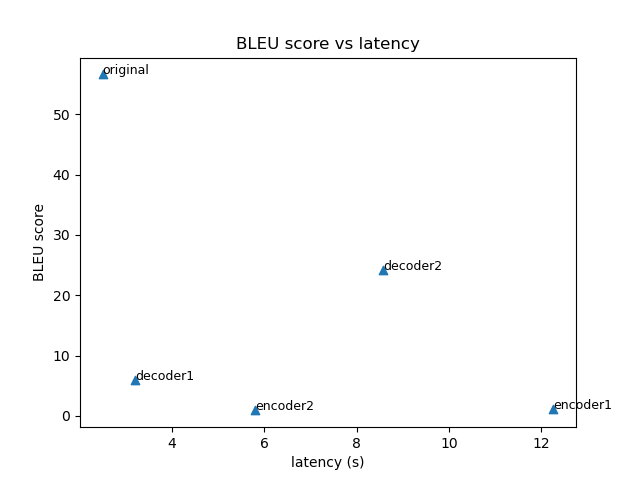 BLEU score vs latency
original
50
40
30
decoder2
20
10
decoder1
encoder2
encoder1
0
BLEU score
4
6
8
10
12
latency (s)